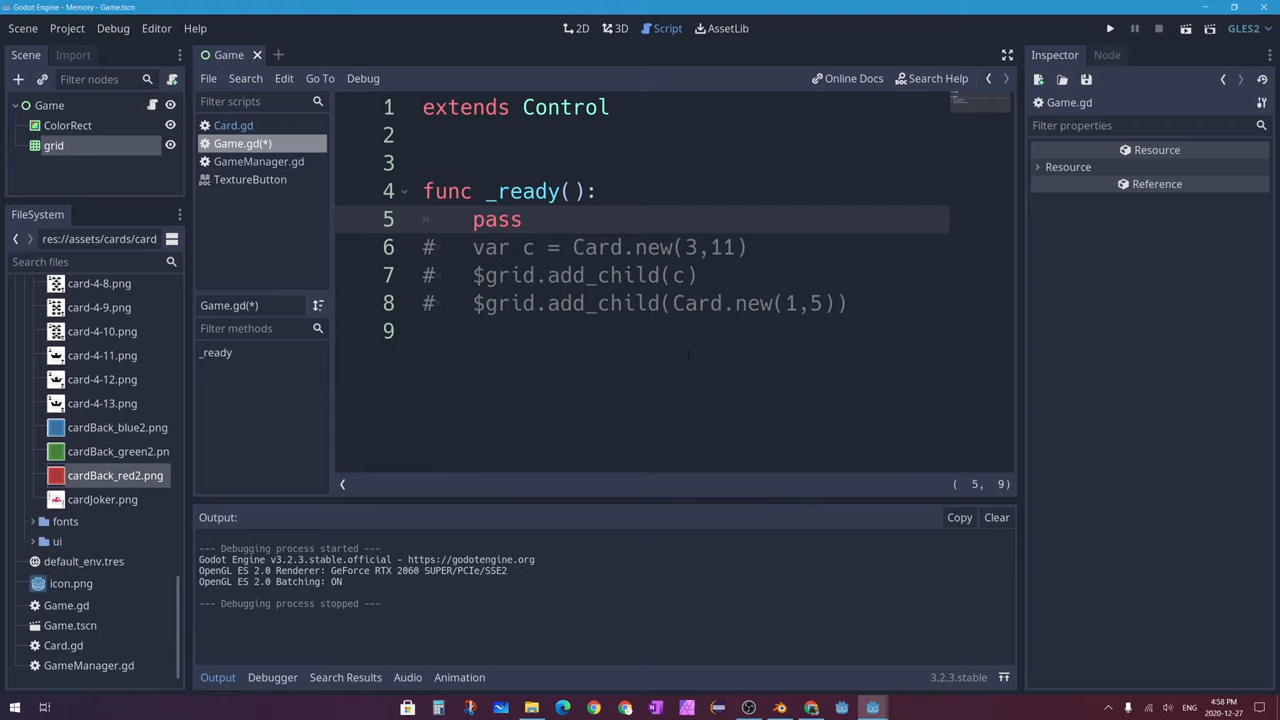 Godot Engine - Memory - Game.tscn
Scene Project Debug Editor Help
2D 3D Script AssetLib
GLES2
Scene Import
Filter nodes
Game
ColorRect
grid
FileSystem
res://assets/cards/card
Search files
card-4-8.png
card-4-9.png
card-4-10.png
card-4-11.png
card-4-12.png
card-4-13.png
cardBack_blue2.png
cardBack_green2.pn
cardBack_red2.png
cardJoker.png
fonts
ui
default_env.tres
icon.png
Game.gd
Game.tscn
Card.gd
GameManager.gd
Game
File Search Edit Go To Debug
Online Docs Search Help
Filter scripts
Card.gd
Game.gd(*)
GameManager.gd
TextureButton
Game.gd(*)
Filter methods
_ready
1 extends Control
2
3
4 func _ready():
5 pass
6 # var c = Card.new(3,11)
7 # $grid.add_child(c)
8 # $grid.add_child(Card.new(1,5))
9
( 5, 9)
Output:
Copy Clear
--- Debugging process started ---
Godot Engine v3.2.3.stable.official - https://godotengine.org
OpenGL ES 2.0 Renderer: GeForce RTX 2060 SUPER/PCIe/SSE2
OpenGL ES 2.0 Batching: ON
--- Debugging process stopped ---
Output Debugger Search Results Audio Animation
3.2.3.stable
Inspector Node
Game.gd
Filter properties
Resource
Resource
Reference
4:58 PM
2020-12-27